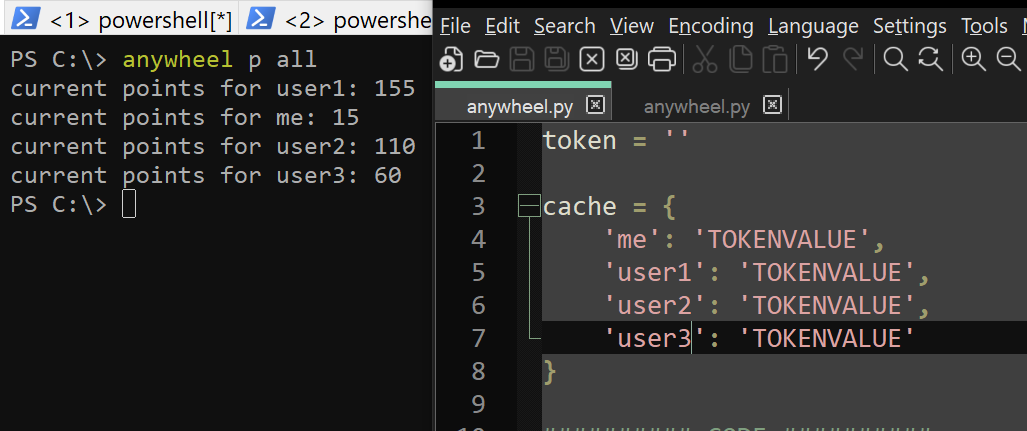 <1> powershell[*] <2> powershe
PS C:\> anywheel p all
current points for user1: 155
current points for me: 15
current points for user2: 110
current points for user3: 60
PS C:\>
File Edit Search View Encoding Language Settings Tools M
anywheel.py anywheel.py
1 token = ''
2
3 cache = {
4 'me': 'TOKENVALUE',
5 'user1': 'TOKENVALUE',
6 'user2': 'TOKENVALUE',
7 'user3': 'TOKENVALUE'
8 }
9